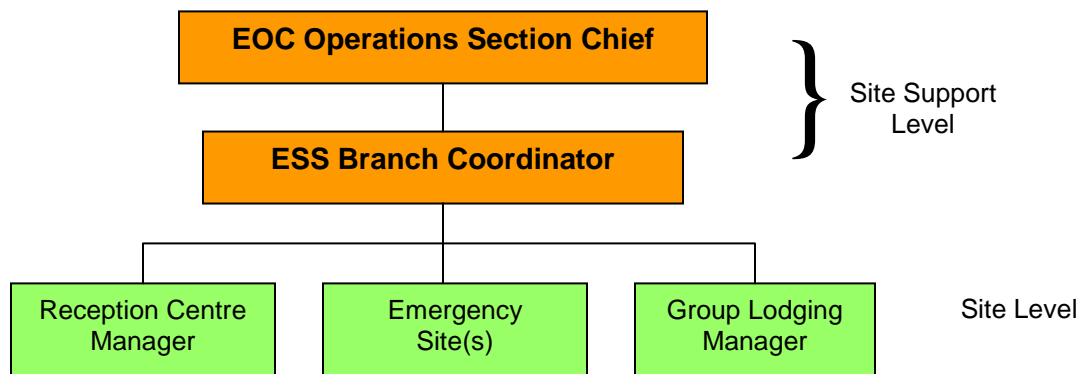 EOC Operations Section Chief
Site Support
Level
ESS Branch Coordinator
Reception Centre
Manager
Emergency
Site(s)
Group Lodging
Manager
Site Level